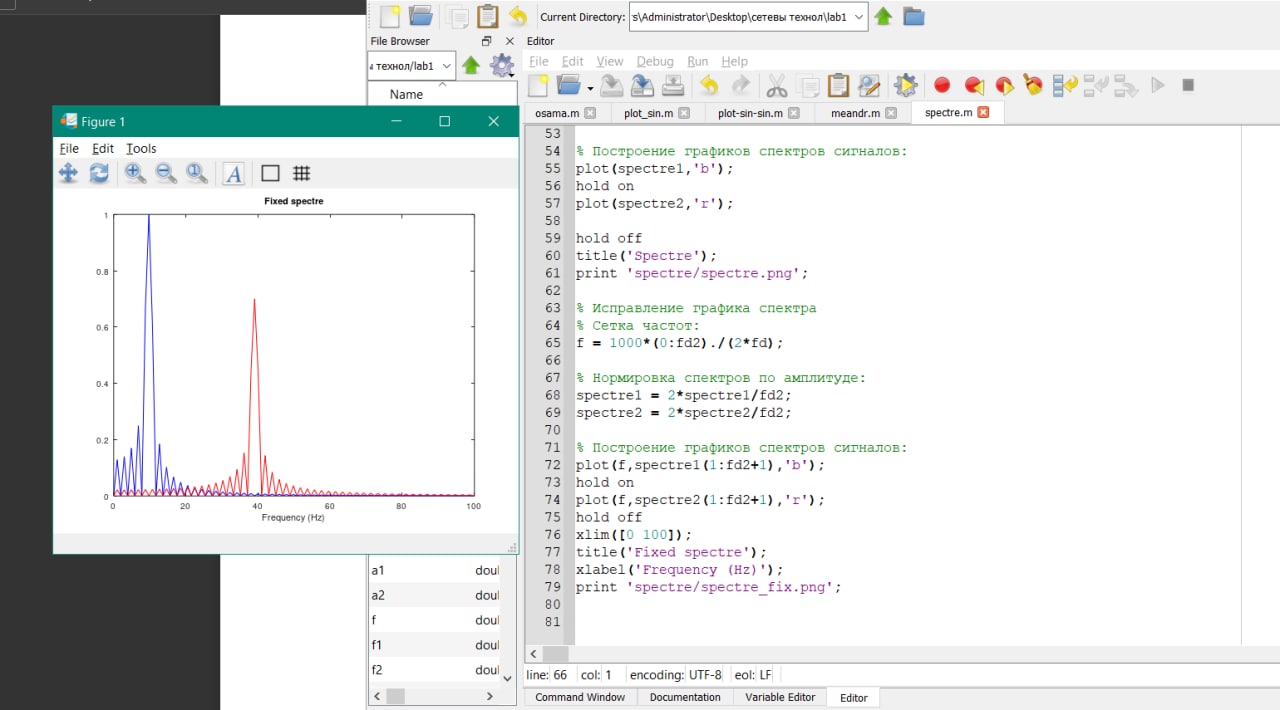 Current Directory:
s\Administrator\Desktop\сетевы технол\lab1
File Browser
Editor
технол/lab1
File Edit View Debug Run Help
Name
osama.m
plot_sin.m
plot-sin-sin.m
meandr.m
spectre.m
Figure 1
File Edit Tools
A
Fixed spectre
1
0.8
0.6
0.4
0.2
0
0 20 40 60 80 100
Frequency (Hz)
53
54 % Построение графиков спектров сигналов:
55 plot(spectre1,'b');
56 hold on
57 plot(spectre2,'r');
58
59 hold off
60 title('Spectre');
61 print 'spectre/spectre.png';
62
63 % Исправление графика спектра
64 % Сетка частот:
65 f = 1000*(0:fd2)./(2*fd);
66
67 % Нормировка спектров по амплитуде:
68 spectre1 = 2*spectre1/fd2;
69 spectre2 = 2*spectre2/fd2;
70
71 % Построение графиков спектров сигналов:
72 plot(f,spectre1(1:fd2+1),'b');
73 hold on
74 plot(f,spectre2(1:fd2+1),'r');
75 hold off
76 xlim([0 100]);
77 title('Fixed spectre');
78 xlabel('Frequency (Hz)');
79 print 'spectre/spectre_fix.png';
80
81
a1 doul
a2 doul
f doul
f1 doul
f2 doul
line: 66 col: 1 encoding: UTF-8 eol: LF
Command Window Documentation Variable Editor Editor